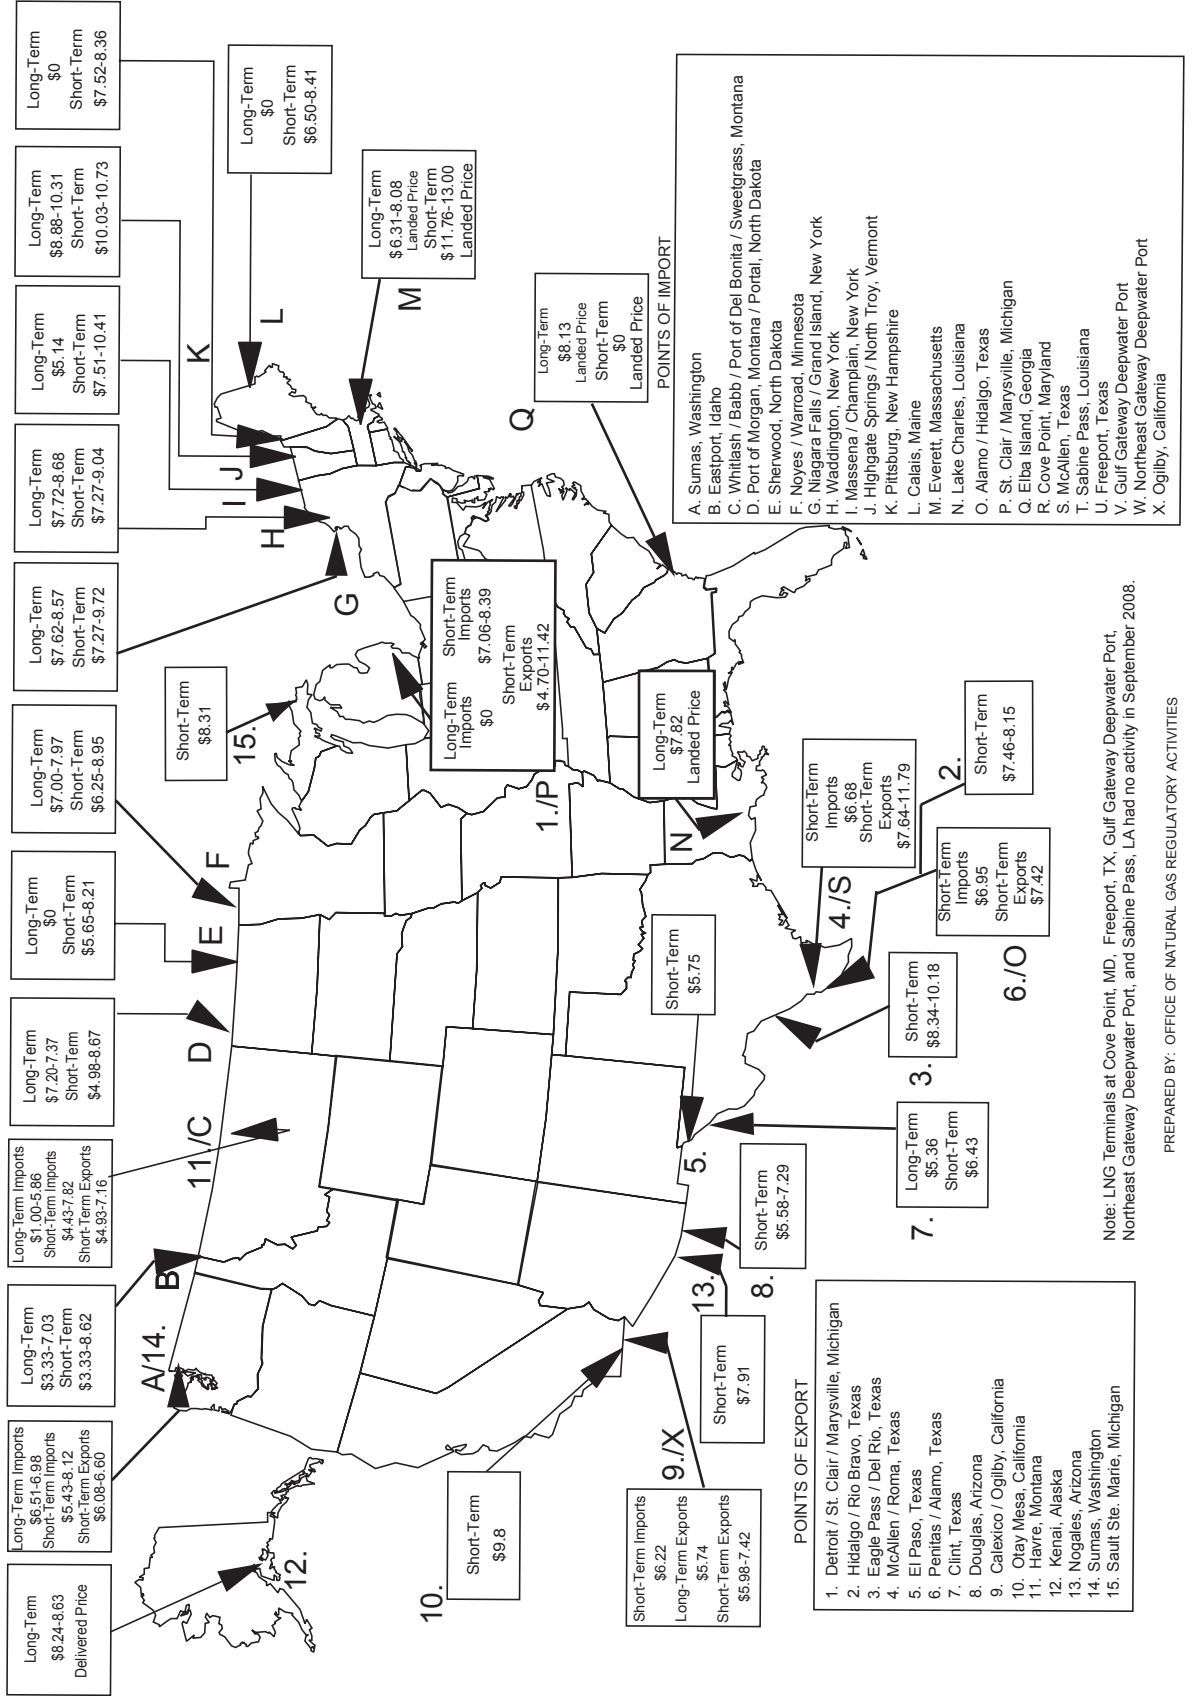 Long-Term
$8.24-8.63
Delivered Price
Long-Term Imports
$6.51-6.98
Short-Term Imports
$5.43-8.12
Short-Term Exports
$6.08-6.60
Long-Term
$3.33-7.03
Short-Term
$3.33-8.62
Long-Term Imports
$1.00-5.86
Short-Term Imports
$4.43-7.82
Short-Term Exports
$4.93-7.16
Long-Term
$7.20-7.37
Short-Term
$4.98-8.67
Long-Term
$0
Short-Term
$5.65-8.21
Long-Term
$7.00-7.97
Short-Term
$6.25-8.95
Long-Term
$7.62-8.57
Short-Term
$7.27-9.72
Long-Term
$7.72-8.68
Short-Term
$7.27-9.04
Long-Term
$5.14
Short-Term
$7.51-10.41
Long-Term
$8.88-10.31
Short-Term
$10.03-10.73
Long-Term
$0
Short-Term
$7.52-8.36
12.
A/14.
B
11./C
D
E
F
15.
Short-Term
$8.31
G
H
I
J
K
L
Long-Term
$0
Short-Term
$6.50-8.41
M
Long-Term
$6.31-8.08
Landed Price
Short-Term
$11.76-13.00
Landed Price
1./P
Long-Term
Imports
$0
Short-Term
Imports
$7.06-8.39
Short-Term
Exports
$4.70-11.42
Q
Long-Term
$8.13
Landed Price
Short-Term
$0
Landed Price
N
Long-Term
$7.82
Landed Price
10.
Short-Term
$9.8
9./X
Short-Term Imports
$6.22
Long-Term Exports
$5.74
Short-Term Exports
$5.98-7.42
13.
Short-Term
$7.91
8.
Short-Term
$5.58-7.29
5.
Short-Term
$5.75
7.
Long-Term
$5.36
Short-Term
$6.43
3.
Short-Term
$8.34-10.18
4./S
Short-Term
Imports
$6.68
Short-Term
Exports
$7.64-11.79
6./O
Short-Term
Imports
$6.95
Short-Term
Exports
$7.42
2.
Short-Term
$7.46-8.15
POINTS OF EXPORT
1. Detroit / St. Clair / Marysville, Michigan
2. Hidalgo / Rio Bravo, Texas
3. Eagle Pass / Del Rio, Texas
4. McAllen / Roma, Texas
5. El Paso, Texas
6. Penitas / Alamo, Texas
7. Clint, Texas
8. Douglas, Arizona
9. Calexico / Ogilby, California
10. Otay Mesa, California
11. Havre, Montana
12. Kenai, Alaska
13. Nogales, Arizona
14. Sumas, Washington
15. Sault Ste. Marie, Michigan
POINTS OF IMPORT
A. Sumas, Washington
B. Eastport, Idaho
C. Whitlash / Babb / Port of Del Bonita / Sweetgrass, Montana
D. Port of Morgan, Montana / Portal, North Dakota
E. Sherwood, North Dakota
F. Noyes / Warroad, Minnesota
G. Niagara Falls / Grand Island, New York
H. Waddington, New York
I. Massena / Champlain, New York
J. HIghgate Springs / North Troy, Vermont
K. Pittsburg, New Hampshire
L. Calais, Maine
M. Everett, Massachusetts
N. Lake Charles, Louisiana
O. Alamo / Hidalgo, Texas
P. St. Clair / Marysville, Michigan
Q. Elba Island, Georgia
R. Cove Point, Maryland
S. McAllen, Texas
T. Sabine Pass, Louisiana
U. Freeport, Texas
V. Gulf Gateway Deepwater Port
W. Northeast Gateway Deepwater Port
X. Ogilby, California
Note: LNG Terminals at Cove Point, MD, Freeport, TX, Gulf Gateway Deepwater Port,
Northeast Gateway Deepwater Port, and Sabine Pass, LA had no activity in September 2008.
PREPARED BY: OFFICE OF NATURAL GAS REGULATORY ACTIVITIES